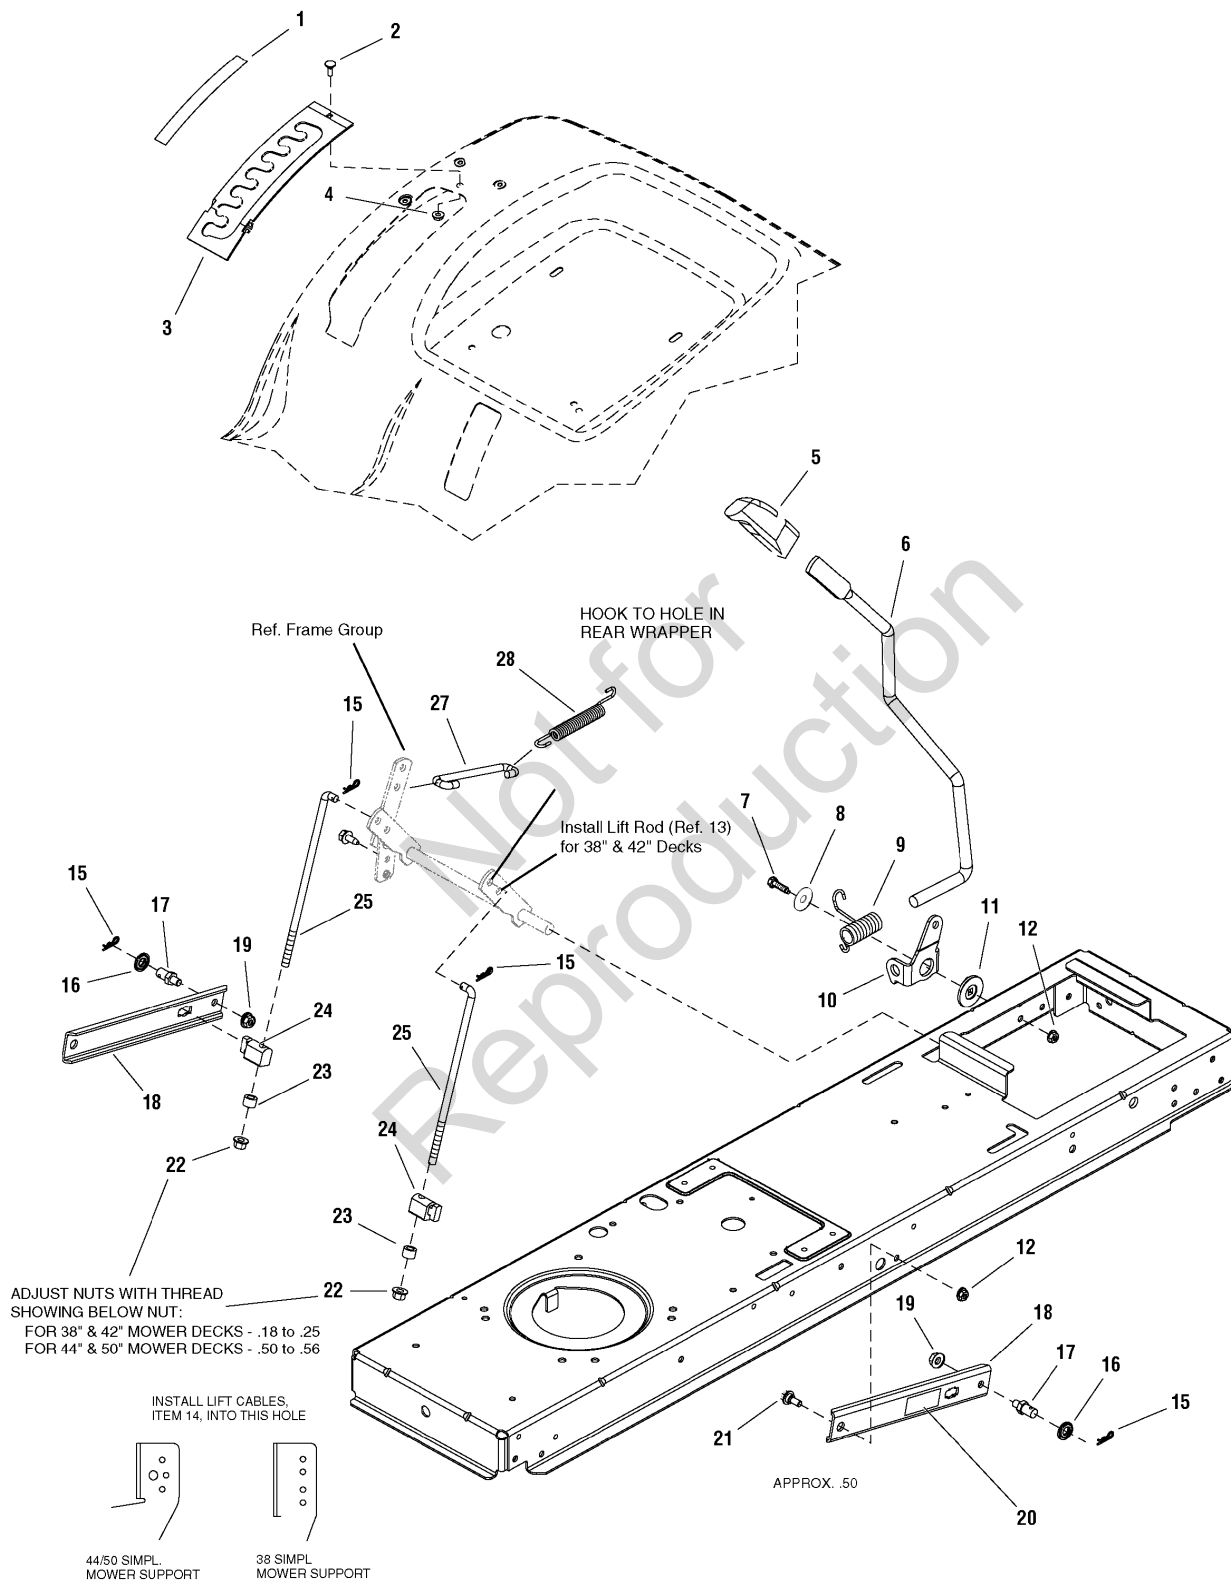 1
2
3
4
5
6
HOOK TO HOLE IN
REAR WRAPPER
Ref. Frame Group
28
27
15
7
8
9
Install Lift Rod (Ref. 13)
for 38" & 42" Decks
15
17
25
19
16
24
15
10
11
12
18
23
25
22
24
23
22
12
ADJUST NUTS WITH THREAD
SHOWING BELOW NUT:
FOR 38" & 42" MOWER DECKS - .18 to .25
FOR 44" & 50" MOWER DECKS - .50 to .56
19
18
17
16
15
21
20
APPROX. .50
INSTALL LIFT CABLES,
ITEM 14, INTO THIS HOLE
44/50 SIMPL.
MOWER SUPPORT
38 SIMPL
MOWER SUPPORT
Not for
Reproduction